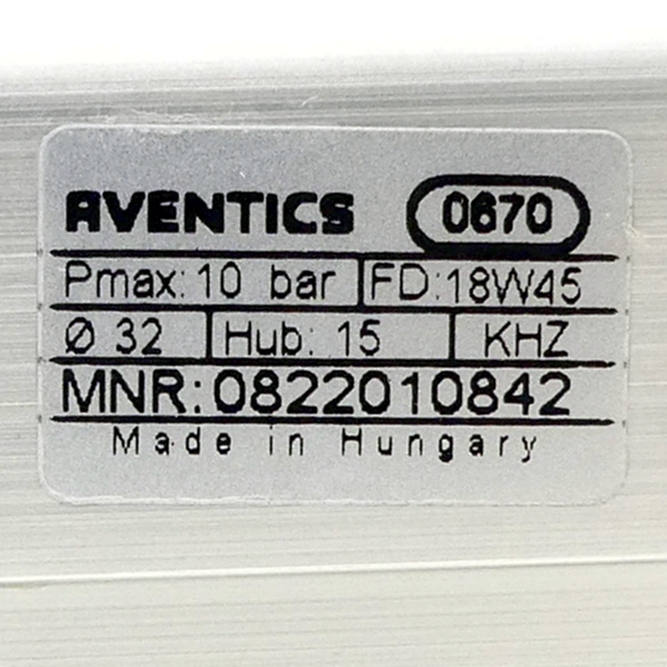 AVENTICS 0670
Pmax: 10 bar FD:18W45
Ø 32 Hub: 15 KHZ
MNR:0822010842
Made in Hungary